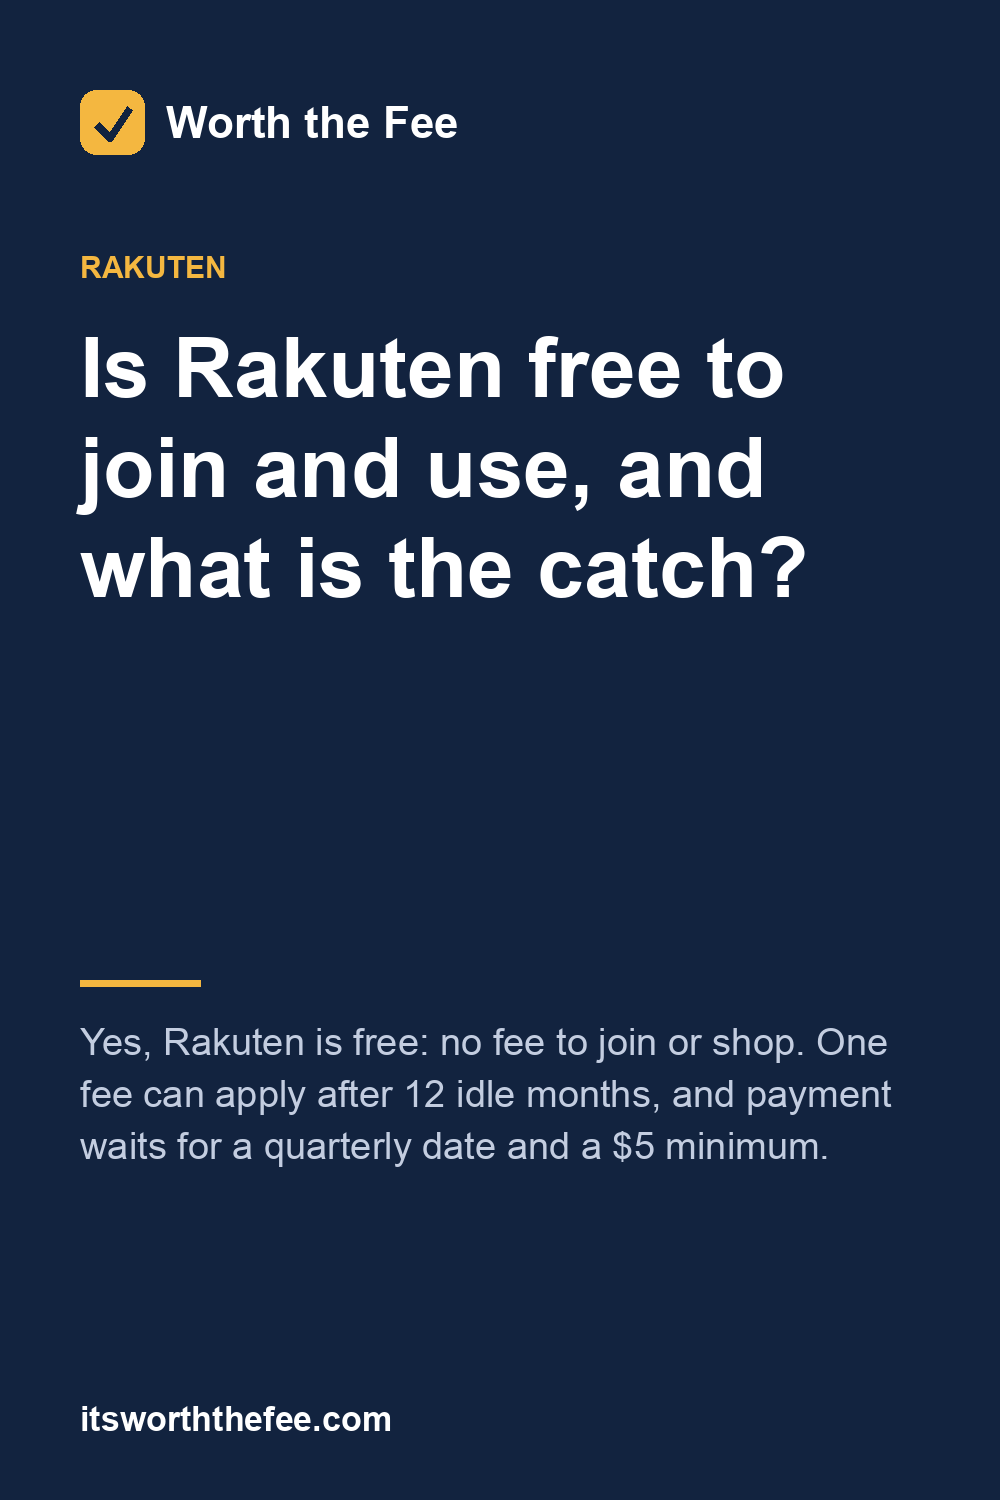 Worth the Fee
RAKUTEN
Is Rakuten free to
join and use, and
what is the catch?
Yes, Rakuten is free: no fee to join or shop. One
fee can apply after 12 idle months, and payment
waits for a quarterly date and a $5 minimum.
itsworththefee.com